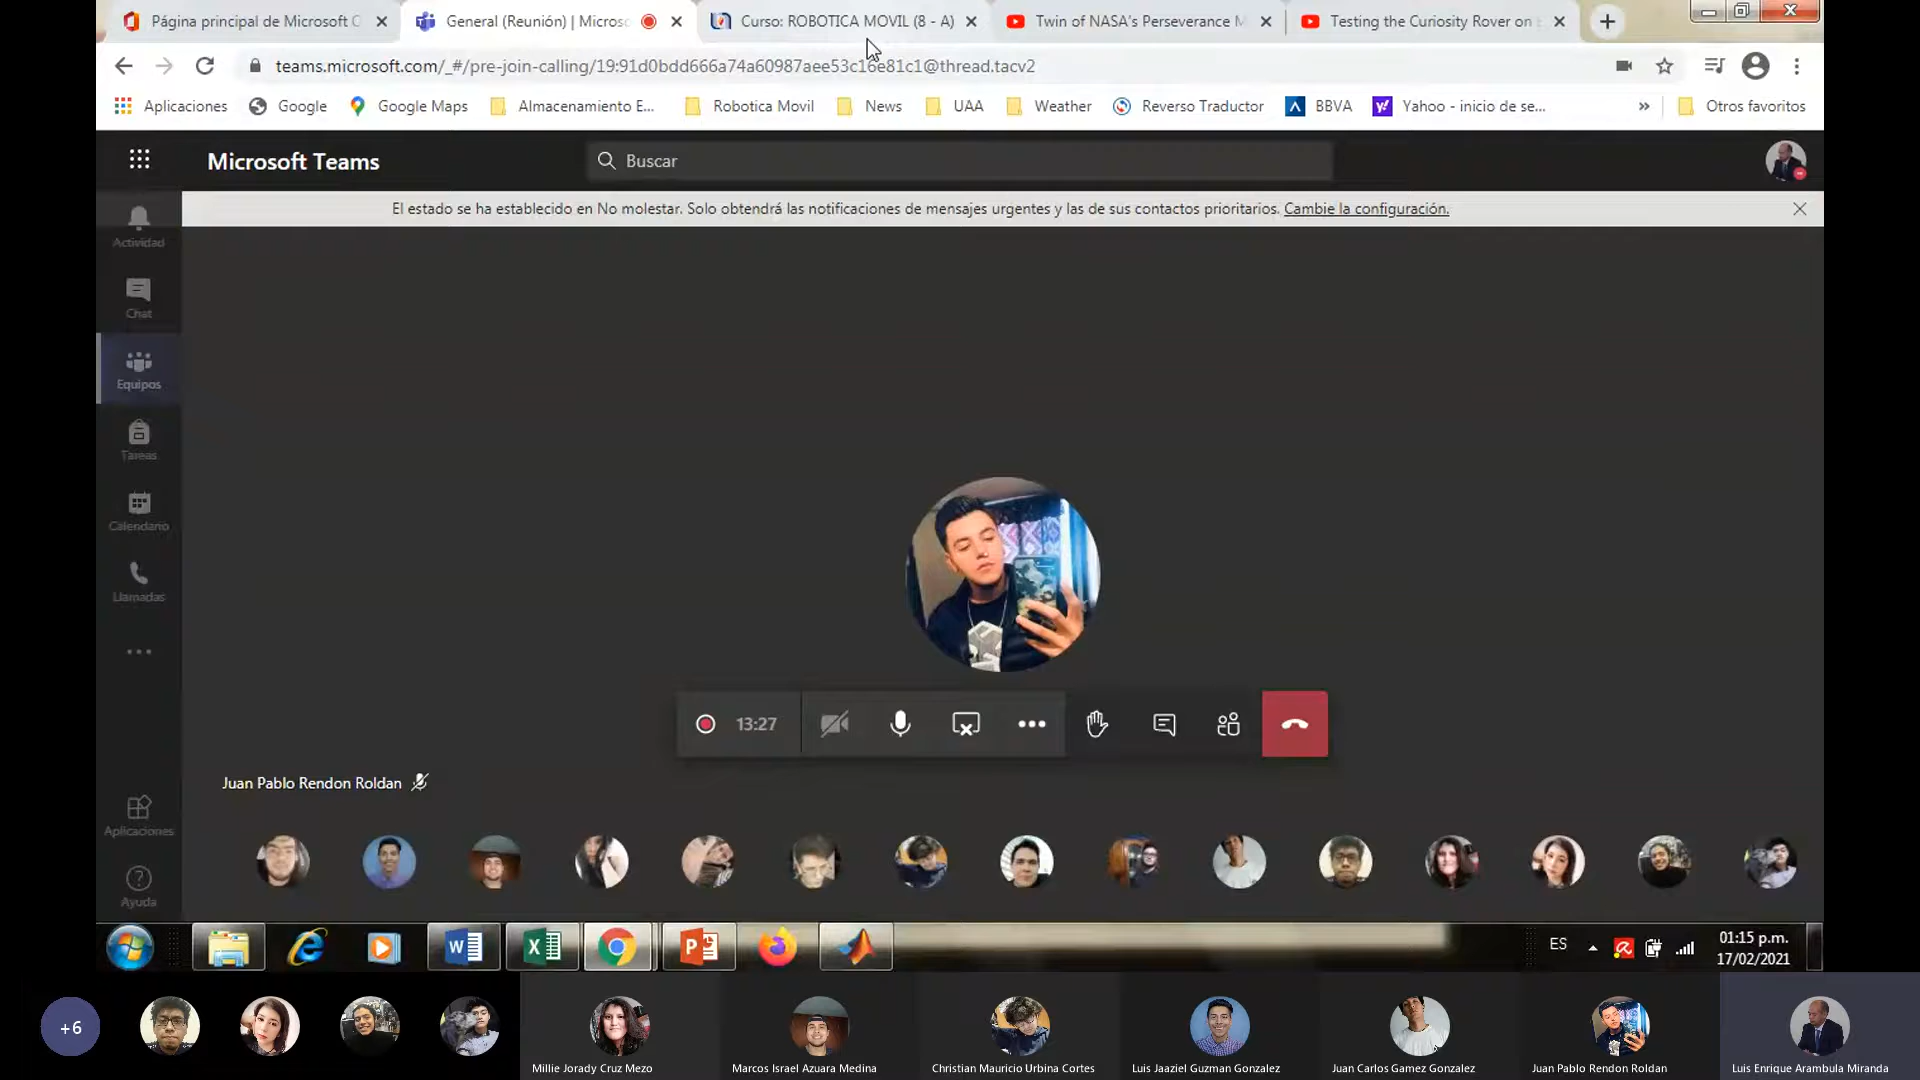 Página principal de Microsoft O
General (Reunión) | Micros
Curso: ROBOTICA MOVIL (8 - A)
Twin of NASA's Perseverance M
Testing the Curiosity Rover on E
teams.microsoft.com/_#/pre-join-calling/19:91d0bdd666a74a60987aee53c16e81c1@thread.tacv2
Aplicaciones
Google
Google Maps
Almacenamiento E...
Robotica Movil
News
UAA
Weather
Reverso Traductor
BBVA
Yahoo - inicio de se...
»
Otros favoritos
Microsoft Teams
Buscar
El estado se ha establecido en No molestar. Solo obtendrá las notificaciones de mensajes urgentes y las de sus contactos prioritarios. Cambie la configuración.
Actividad
Chat
Equipos
Tareas
Calendario
Llamadas
13:27
Juan Pablo Rendon Roldan
Aplicaciones
Ayuda
ES
01:15 p.m.
17/02/2021
+6
Millie Jorady Cruz Mezo
Marcos Israel Azuara Medina
Christian Mauricio Urbina Cortes
Luis Jaaziel Guzman Gonzalez
Juan Carlos Gamez Gonzalez
Juan Pablo Rendon Roldan
Luis Enrique Arambula Miranda